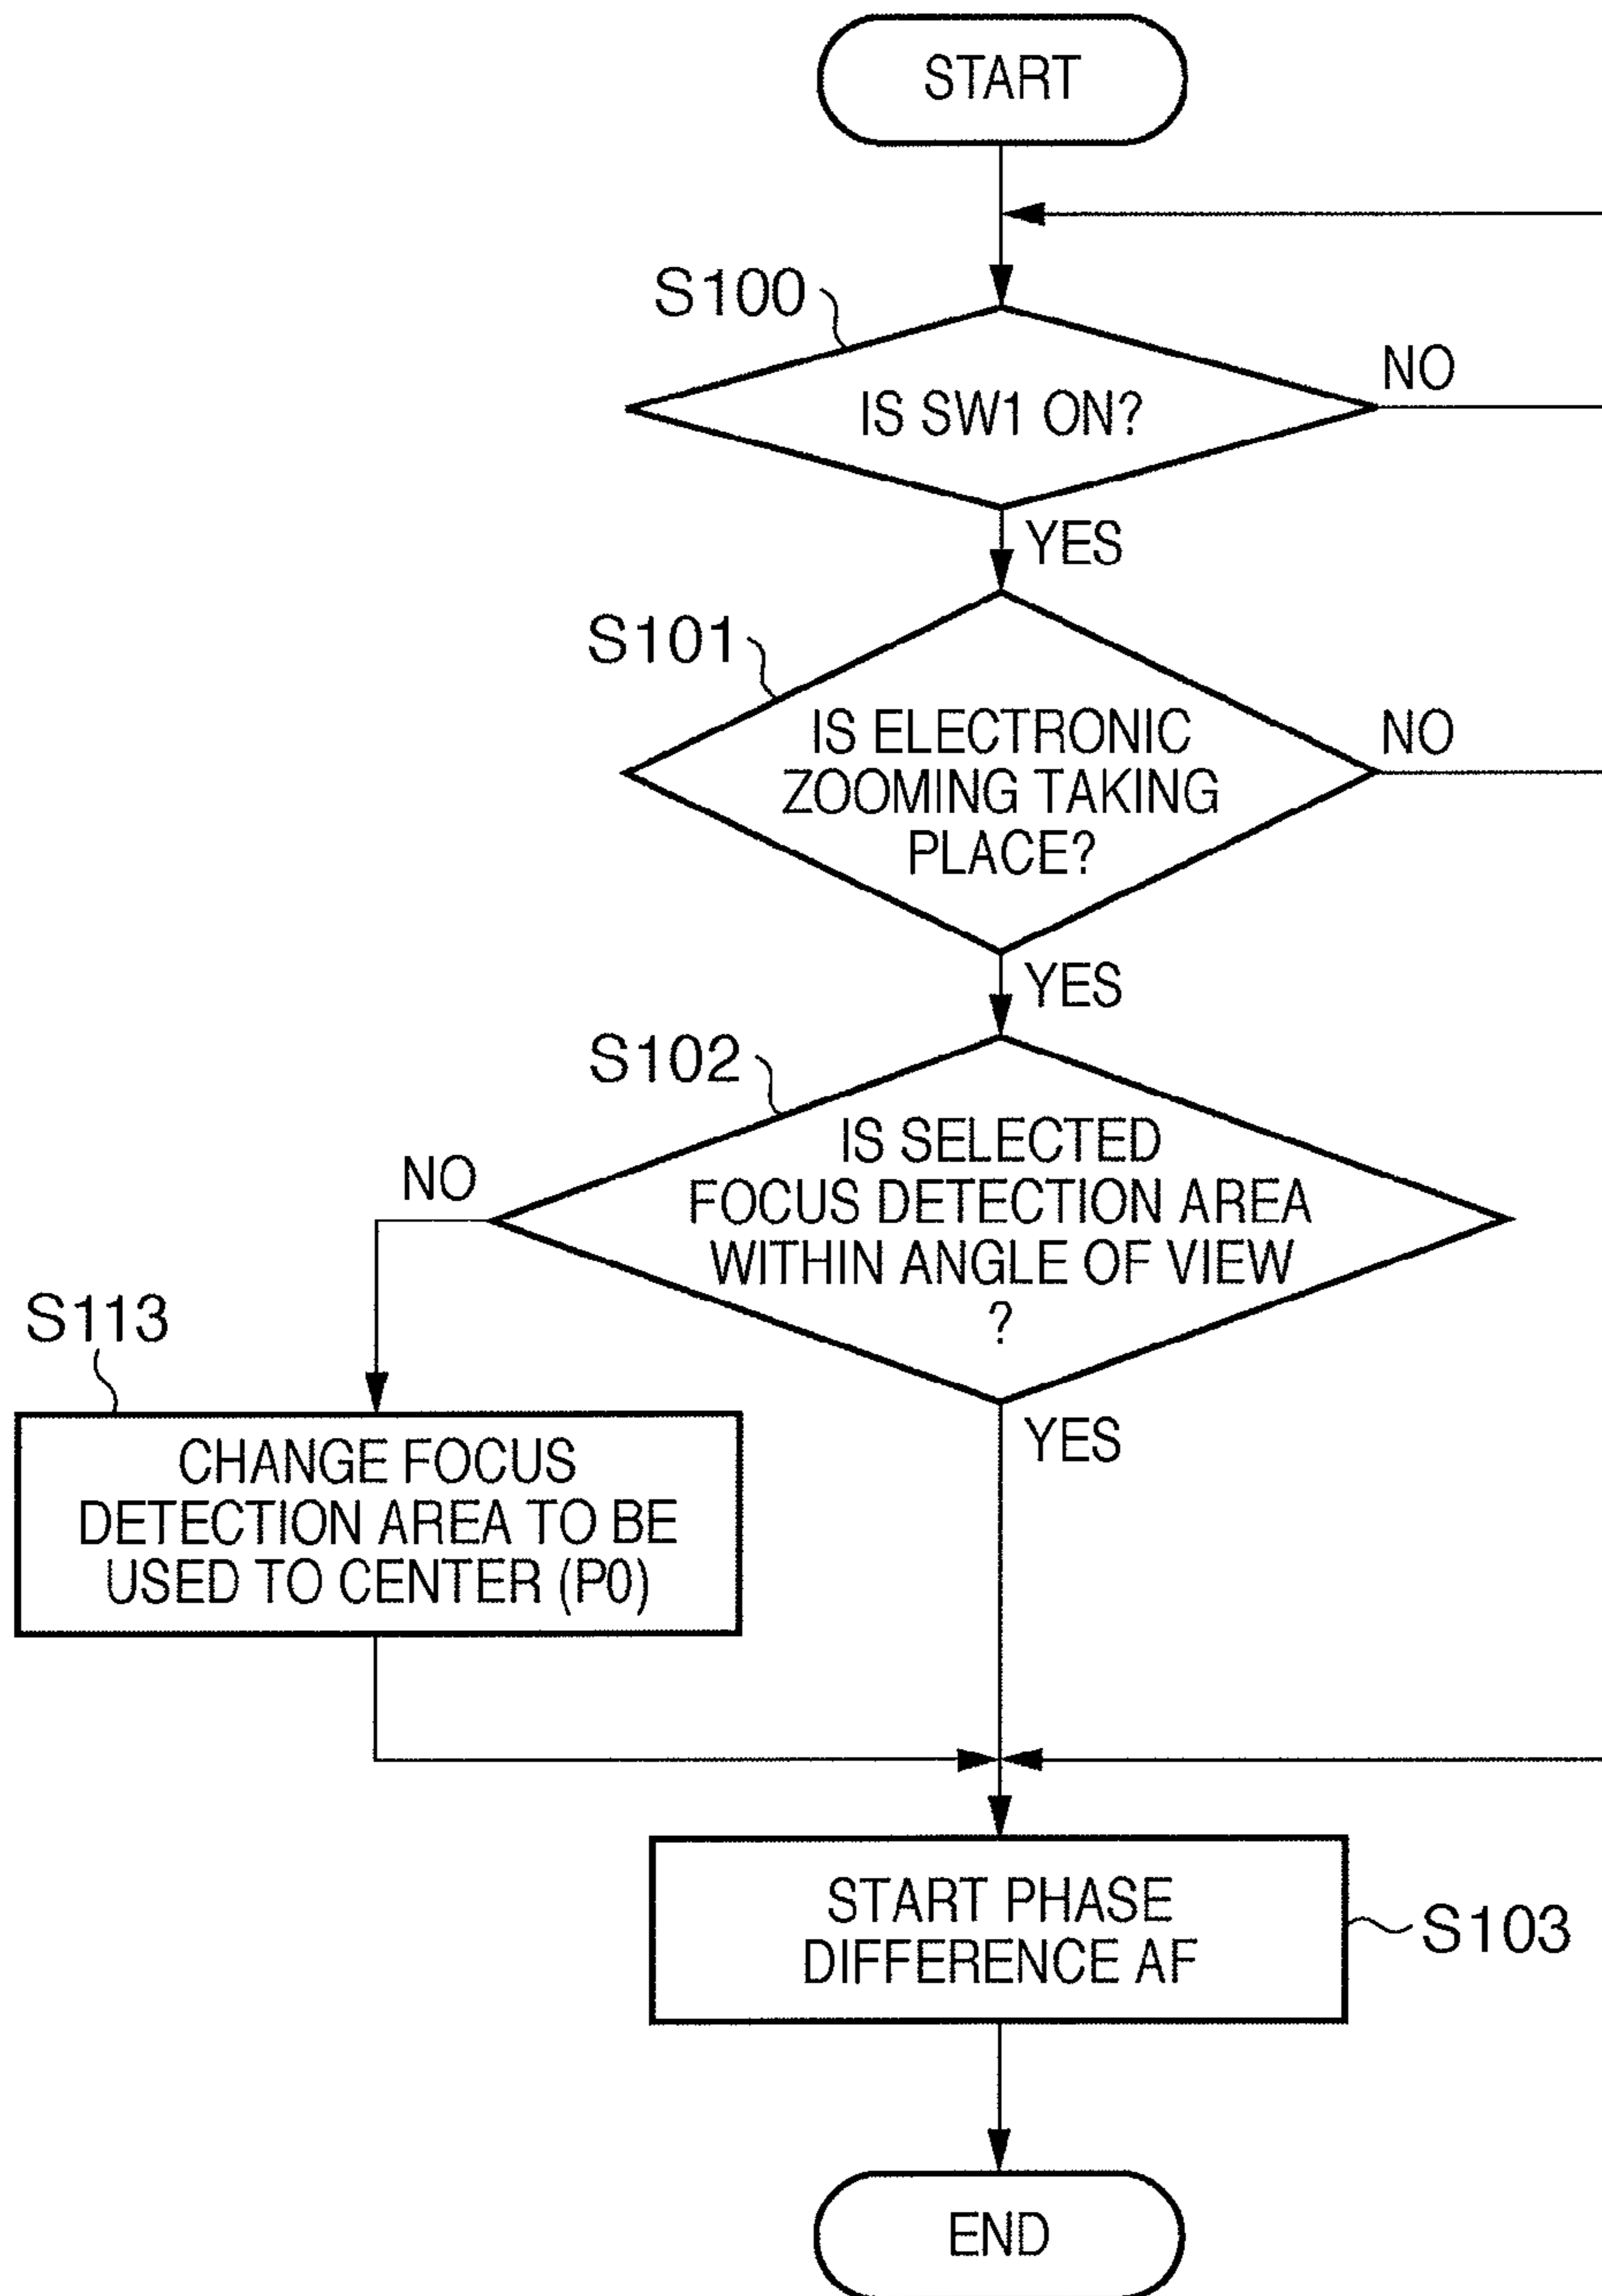 START
S100
IS SW1 ON?
NO
YES
S101
IS ELECTRONIC
ZOOMING TAKING
PLACE?
NO
YES
S102
IS SELECTED
FOCUS DETECTION AREA
WITHIN ANGLE OF VIEW
?
NO
YES
S113
CHANGE FOCUS
DETECTION AREA TO BE
USED TO CENTER (P0)
START PHASE
DIFFERENCE AF
S103
END